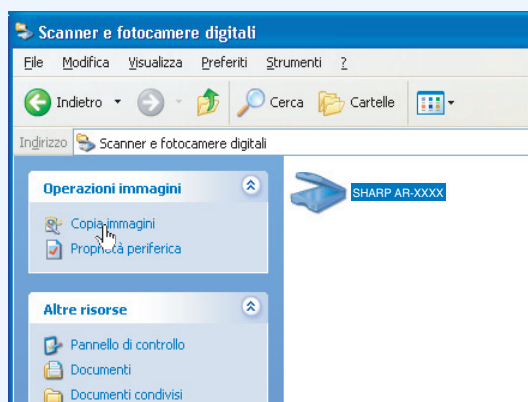 Scanner e fotocamere digitali
File Modifica Visualizza Preferiti Strumenti ?
Indietro Cerca Cartelle
Indirizzo Scanner e fotocamere digitali
Operazioni immagini
Copia immagini
Proprietà periferica
SHARP AR-XXXX
Altre risorse
Pannello di controllo
Documenti
Documenti condivisi